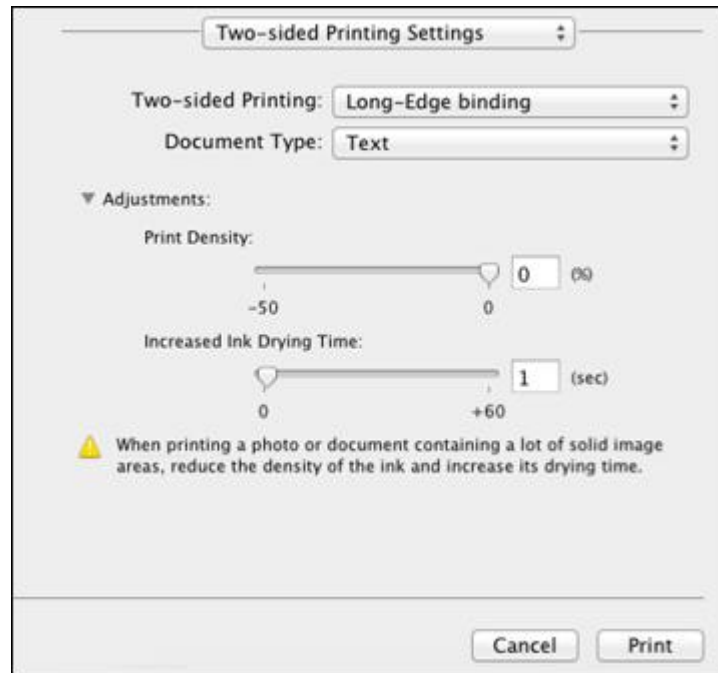 Two-sided Printing Settings
Two-sided Printing: Long-Edge binding
Document Type: Text
Adjustments:
Print Density:
0 (%)
-50 0
Increased Ink Drying Time:
1 (sec)
0 +60
When printing a photo or document containing a lot of solid image
areas, reduce the density of the ink and increase its drying time.
Cancel Print